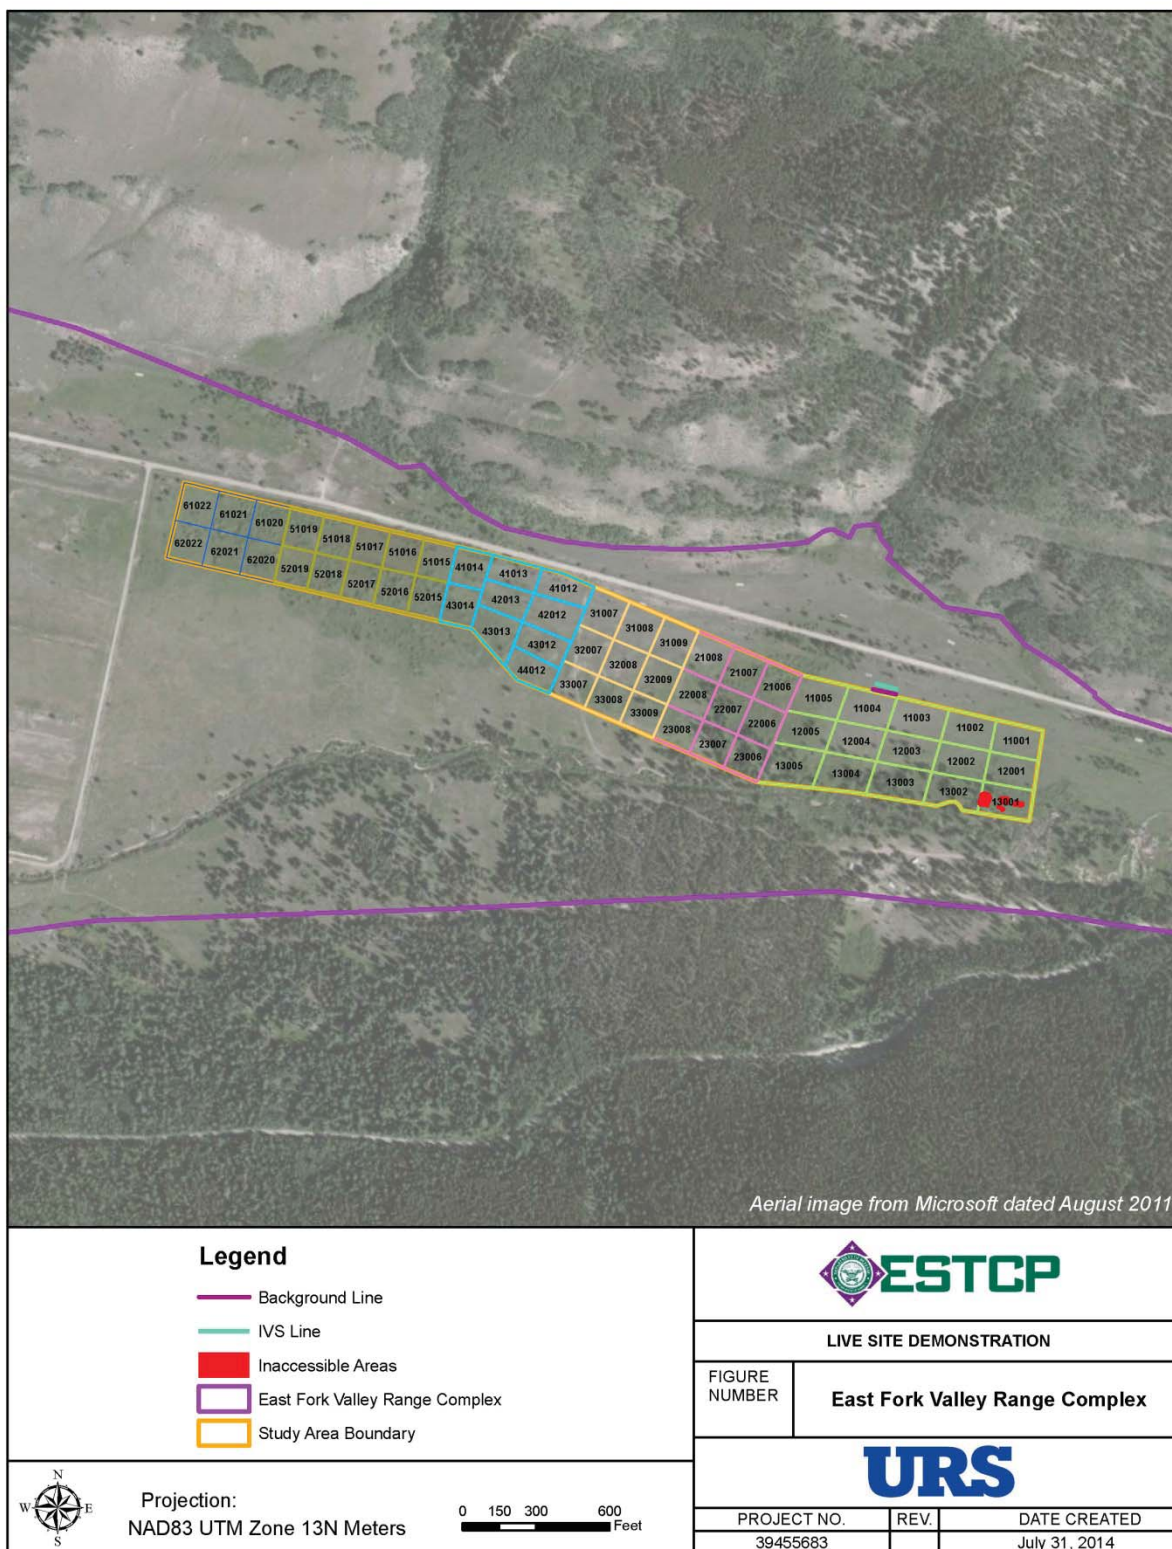 61022 61021 61020 51019 51018 51017 51016 51015 41014 41013 41012
62022 62021 62020 52019 52018 52017 52016 52015 43014 42013 42012
43013 43012
44012
31007 31008 31009 21008 21007 21006
32007 32008 32009 22008 22007 22006
33007 33008 33009 23008 23007 23006
11005 11004 11003 11002 11001
12005 12004 12003 12002 12001
13005 13004 13003 13002 13001
Aerial image from Microsoft dated August 2011
Legend
Background Line
IVS Line
Inaccessible Areas
East Fork Valley Range Complex
Study Area Boundary
N
W E
S
Projection:
NAD83 UTM Zone 13N Meters
0 150 300 600
Feet
ESTCP
LIVE SITE DEMONSTRATION
FIGURE
NUMBER
East Fork Valley Range Complex
URS
PROJECT NO. REV. DATE CREATED
39455683 July 31, 2014